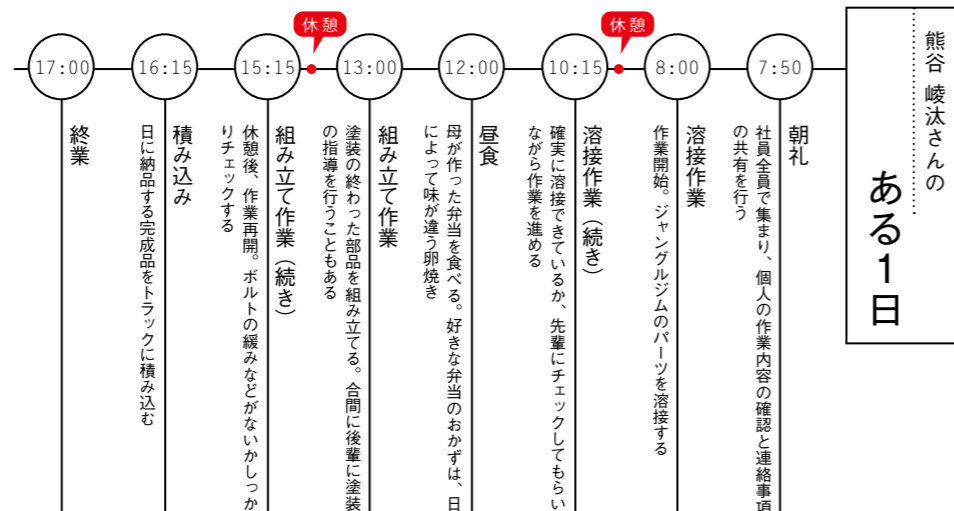 熊谷 崚汰さんの
ある1日
7:50
朝礼
社員全員で集まり、個人の作業内容の確認と連絡事項
の共有を行う
8:00
溶接作業
作業開始。ジャングルジムのパーツを溶接する
休憩
10:15
溶接作業（続き）
確実に溶接できているか、先輩にチェックしてもらい
ながら作業を進める
12:00
昼食
母が作った弁当を食べる。好きな弁当のおかずは、日
によって味が違う卵焼き
13:00
組み立て作業
塗装の終わった部品を組み立てる。合間に後輩に塗装
の指導を行うこともある
休憩
15:15
組み立て作業（続き）
休憩後、作業再開。ボルトの緩みなどがないかしっか
りチェックする
16:15
積み込み
日に納品する完成品をトラックに積み込む
17:00
終業